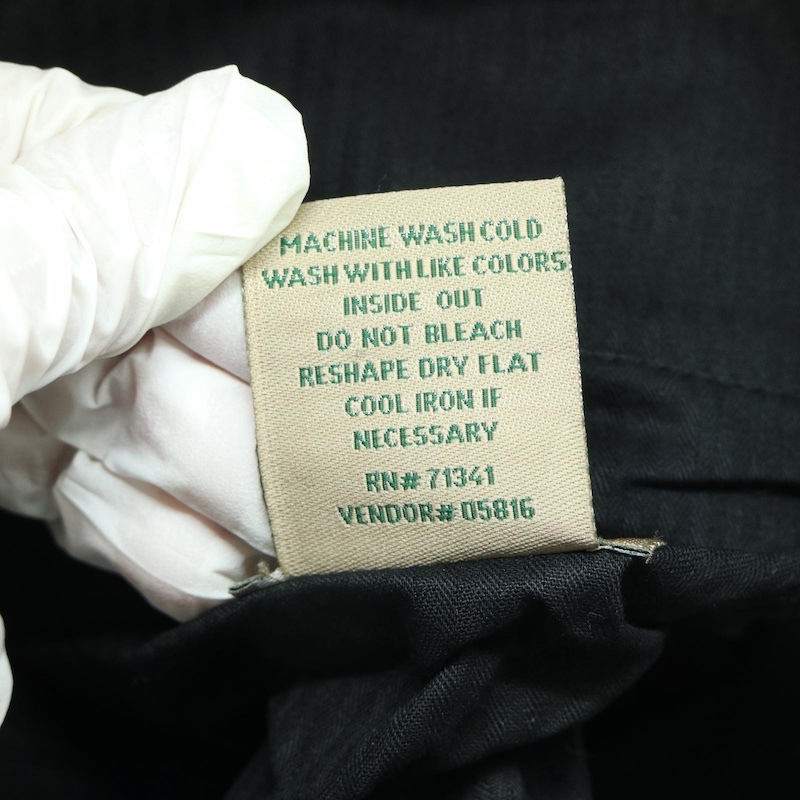 MACHINE WASH COLD
WASH WITH LIKE COLORS
INSIDE OUT
DO NOT BLEACH
RESHAPE DRY FLAT
COOL IRON IF
NECESSARY
RN# 71341
VENDOR# 05816